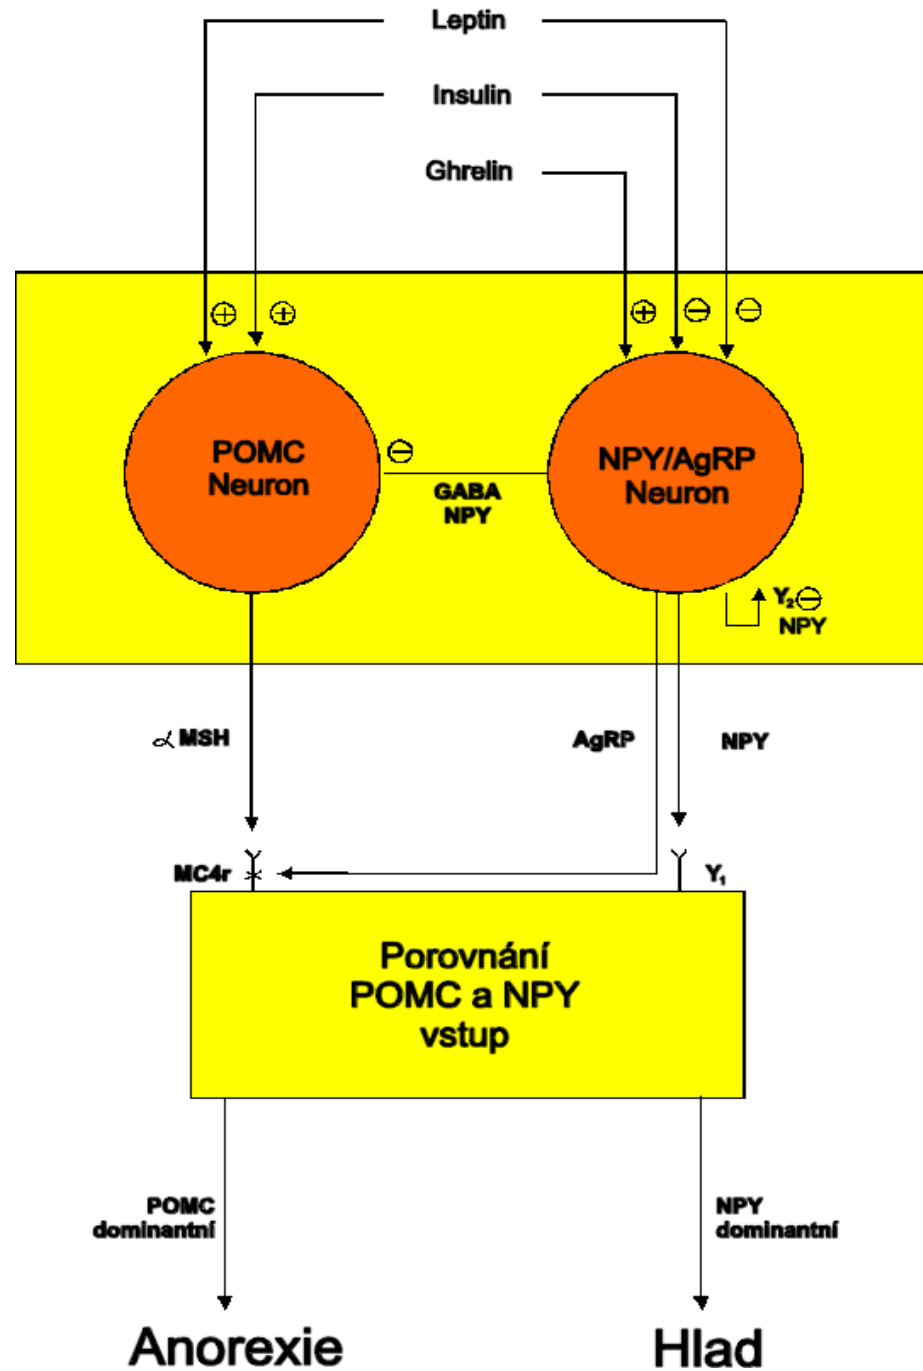 Leptin
Insulin
Ghrelin
+ + + − −
POMC
Neuron
−
GABA
NPY
NPY/AgRP
Neuron
Y₂ −
NPY
α MSH
AgRP
NPY
MC4r
Y₁
Porovnání
POMC a NPY
vstup
POMC
dominantní
NPY
dominantní
Anorexie
Hlad